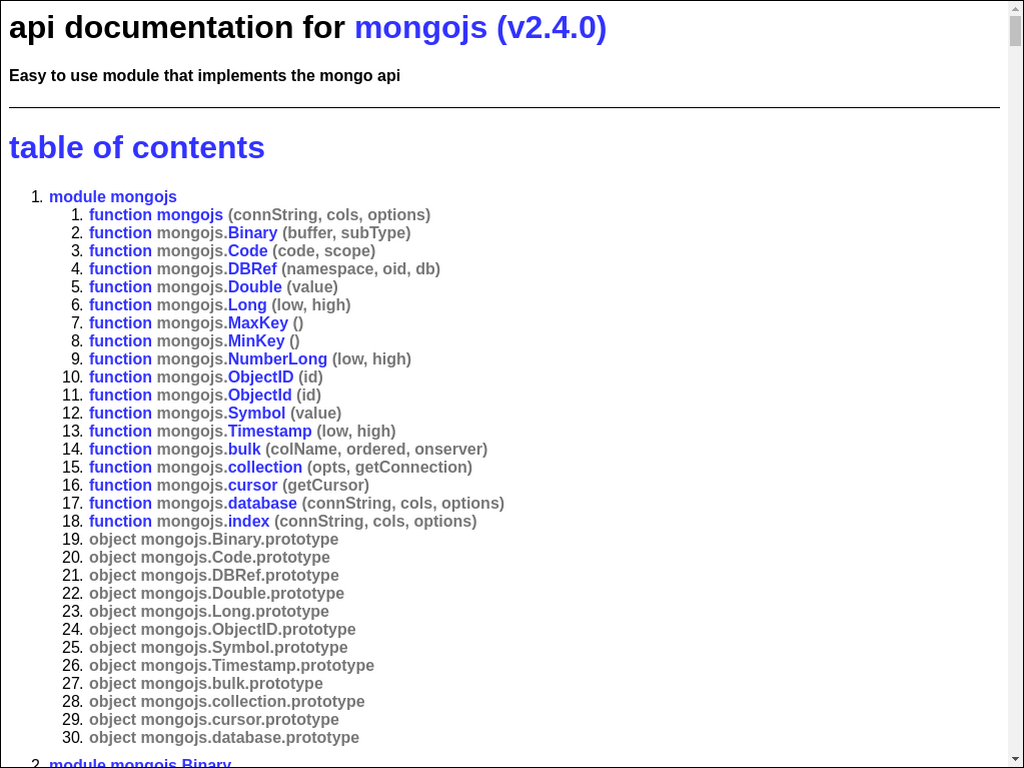 api documentation for mongojs (v2.4.0)
Easy to use module that implements the mongo api
table of contents
1. module mongojs
1. function mongojs (connString, cols, options)
2. function mongojs.Binary (buffer, subType)
3. function mongojs.Code (code, scope)
4. function mongojs.DBRef (namespace, oid, db)
5. function mongojs.Double (value)
6. function mongojs.Long (low, high)
7. function mongojs.MaxKey ()
8. function mongojs.MinKey ()
9. function mongojs.NumberLong (low, high)
10. function mongojs.ObjectID (id)
11. function mongojs.ObjectId (id)
12. function mongojs.Symbol (value)
13. function mongojs.Timestamp (low, high)
14. function mongojs.bulk (colName, ordered, onserver)
15. function mongojs.collection (opts, getConnection)
16. function mongojs.cursor (getCursor)
17. function mongojs.database (connString, cols, options)
18. function mongojs.index (connString, cols, options)
19. object mongojs.Binary.prototype
20. object mongojs.Code.prototype
21. object mongojs.DBRef.prototype
22. object mongojs.Double.prototype
23. object mongojs.Long.prototype
24. object mongojs.ObjectID.prototype
25. object mongojs.Symbol.prototype
26. object mongojs.Timestamp.prototype
27. object mongojs.bulk.prototype
28. object mongojs.collection.prototype
29. object mongojs.cursor.prototype
30. object mongojs.database.prototype
2. module mongojs.Binary